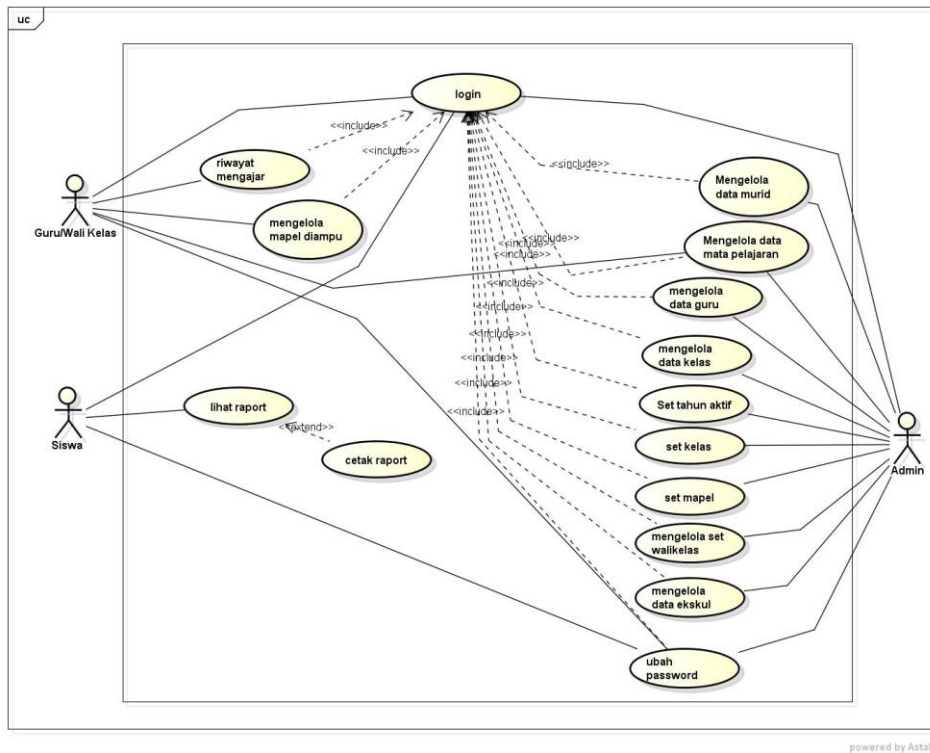 uc
login
<<include>>
<<include>>
<<include>>
riwayat
mengajar
Mengelola
data murid
Guru/Wali Kelas
mengelola
mapel diampu
Mengelola data
mata pelajaran
<<include>>
<<include>>
<<include>>
mengelola
data guru
<<include>>
<<include>>
mengelola
data kelas
<<include>>
<<include>>
<<include>>
Siswa
lihat raport
Set tahun aktif
<<extend>>
set kelas
cetak raport
Admin
set mapel
mengelola set
walikelas
mengelola
data ekskul
ubah
password
powered by Astah